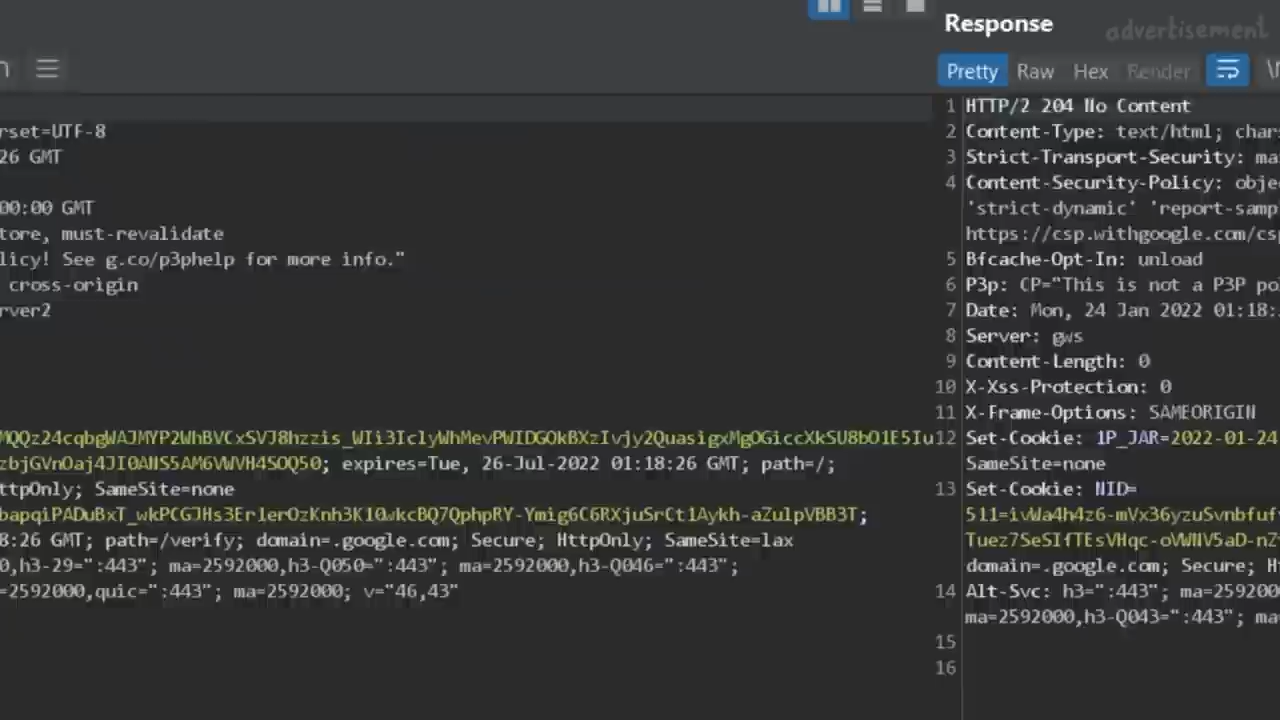 Response
advertisement
Pretty Raw Hex Render
1 HTTP/2 204 No Content
rset=UTF-8
2 Content-Type: text/html; char
26 GMT
3 Strict-Transport-Security: ma
4 Content-Security-Policy: obje
00:00 GMT
'strict-dynamic' 'report-samp
tore, must-revalidate
https://csp.withgoogle.com/csp
licy! See g.co/p3phelp for more info."
5 Bfcache-Opt-In: unload
cross-origin
6 P3p: CP="This is not a P3P po
rver2
7 Date: Mon, 24 Jan 2022 01:18:
8 Server: gws
9 Content-Length: 0
10 X-Xss-Protection: 0
11 X-Frame-Options: SAMEORIGIN
12 Set-Cookie: 1P_JAR=2022-01-24
expires=Tue, 26-Jul-2022 01:18:26 GMT; path=/;
SameSite=none
ttpOnly; SameSite=none
13 Set-Cookie: NID=
8:26 GMT; path=/verify; domain=.google.com; Secure; HttpOnly; SameSite=lax
0,h3-29=":443"; ma=2592000,h3-Q050=":443"; ma=2592000,h3-Q046=":443";
domain=.google.com; Secure; Ht
=2592000,quic=":443"; ma=2592000; v="46,43"
14 Alt-Svc: h3=":443"; ma=259200
ma=2592000,h3-Q043=":443"; ma
15
16